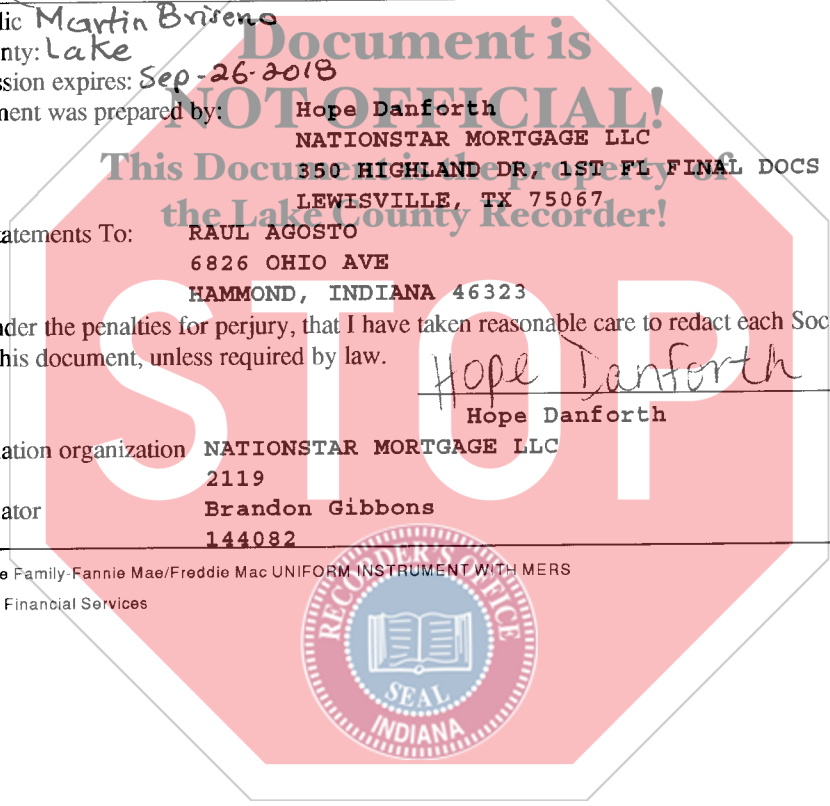 lic Martin Briseno
nty: Lake
Document is
ssion expires: Sep-26-2018
ment was prepared by: Hope Danforth
NOT OFFICIAL!
NATIONSTAR MORTGAGE LLC
This Document is the property of
350 HIGHLAND DR, 1ST FL FINAL DOCS
LEWISVILLE, TX 75067
the Lake County Recorder!
tatements To: RAUL AGOSTO
6826 OHIO AVE
HAMMOND, INDIANA 46323
nder the penalties for perjury, that I have taken reasonable care to redact each Soc
his document, unless required by law.
Hope Danforth
Hope Danforth
STOP
ation organization NATIONSTAR MORTGAGE LLC
2119
ator Brandon Gibbons
144082
e Family-Fannie Mae/Freddie Mac UNIFORM INSTRUMENT WITH MERS
Financial Services
RECORDER'S OFFICE
SEAL
INDIANA